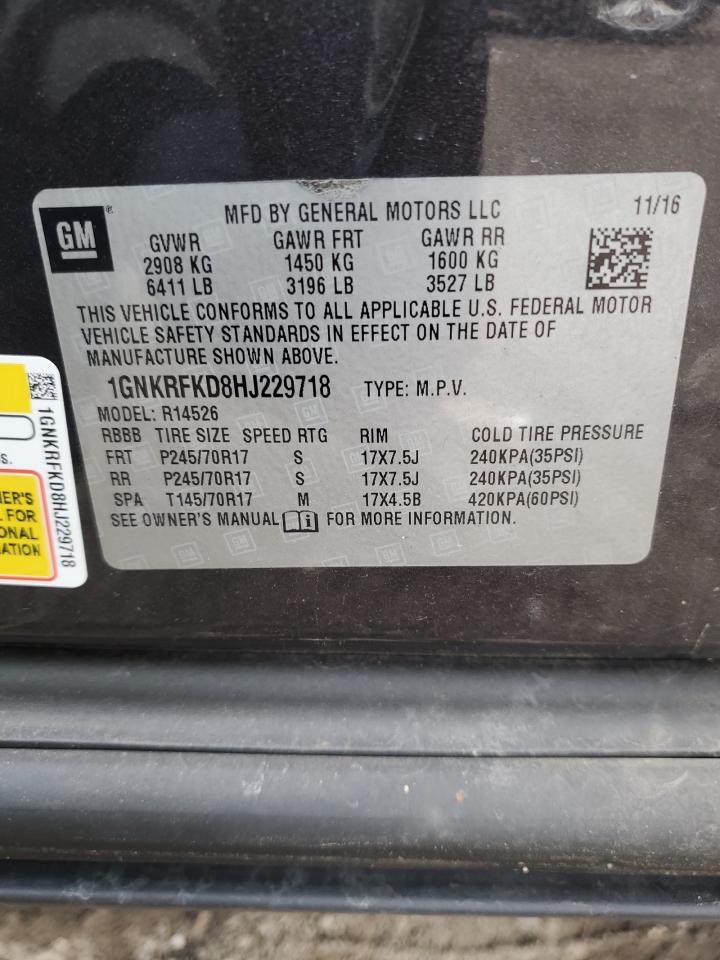 GM
MFD BY GENERAL MOTORS LLC 11/16
GVWR GAWR FRT GAWR RR
2908 KG 1450 KG 1600 KG
6411 LB 3196 LB 3527 LB
THIS VEHICLE CONFORMS TO ALL APPLICABLE U.S. FEDERAL MOTOR
VEHICLE SAFETY STANDARDS IN EFFECT ON THE DATE OF
MANUFACTURE SHOWN ABOVE.
1GNKRFKD8HJ229718 TYPE: M.P.V.
MODEL: R14526
RBBB TIRE SIZE SPEED RTG RIM COLD TIRE PRESSURE
FRT P245/70R17 S 17X7.5J 240KPA(35PSI)
RR P245/70R17 S 17X7.5J 240KPA(35PSI)
SPA T145/70R17 M 17X4.5B 420KPA(60PSI)
SEE OWNER'S MANUAL i FOR MORE INFORMATION.
1GNKRFKD8HJ229718
S.
NER'S
L FOR
ONAL
ATION